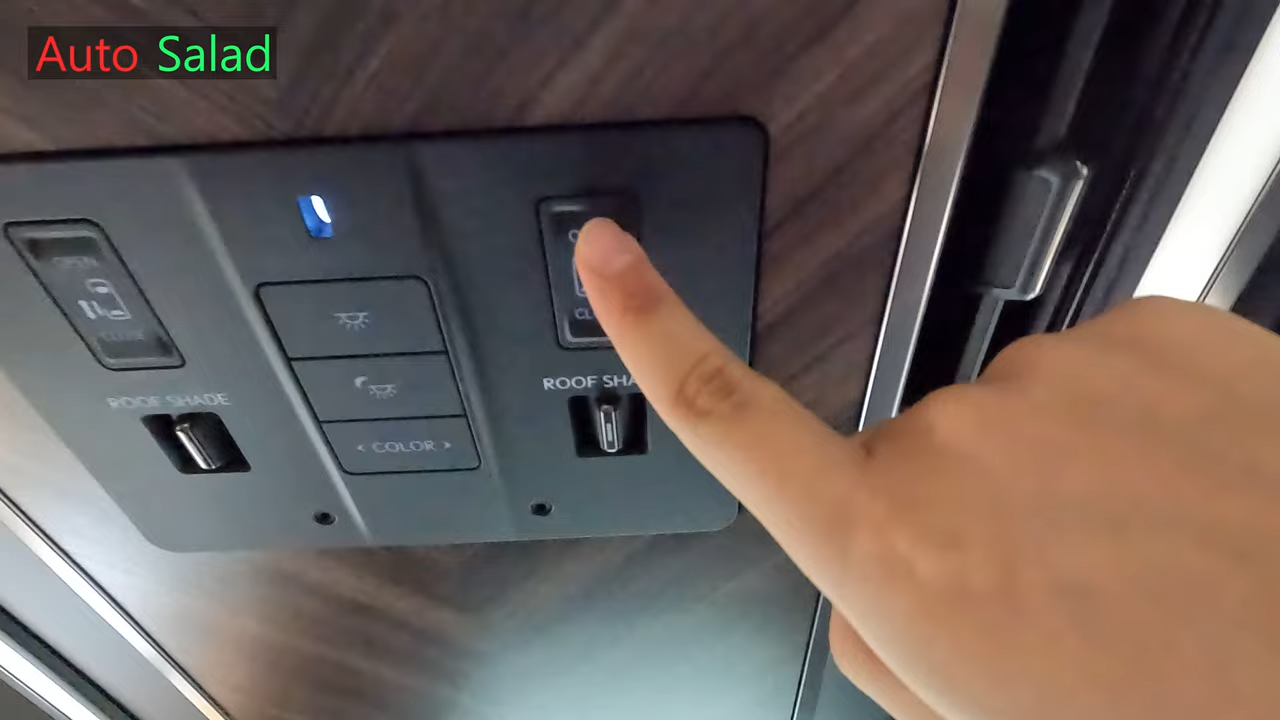 Auto Salad
OPEN
CLOSE
ROOF SHADE
< COLOR >
ROOF SHA